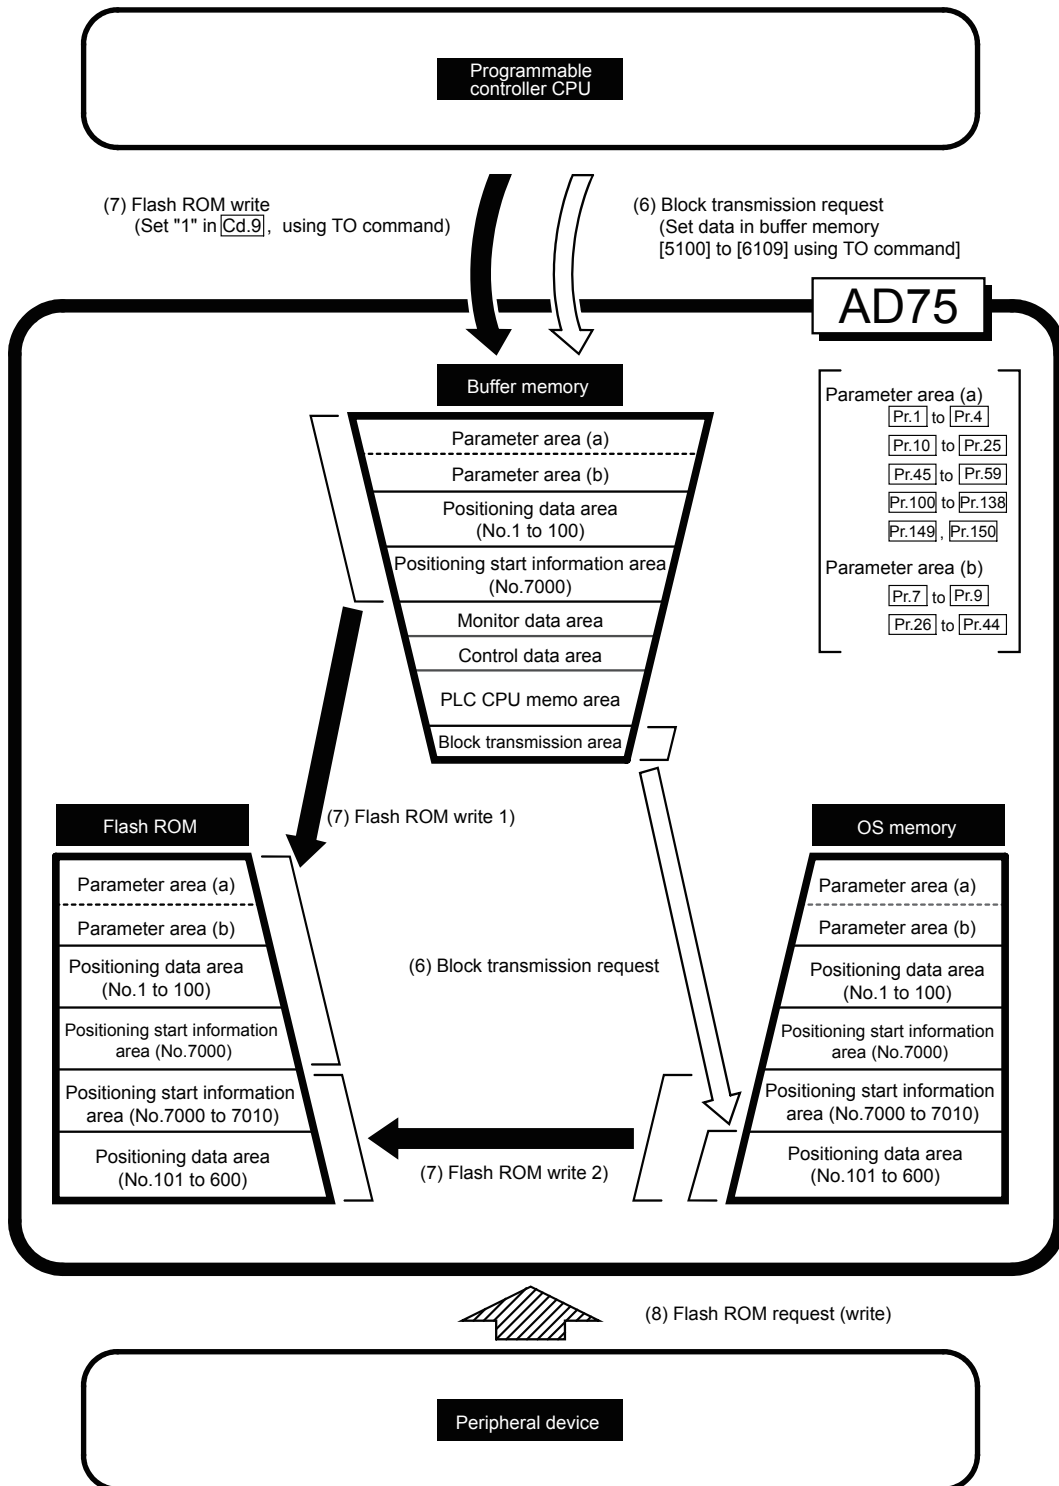 Programmable
controller CPU
(7) Flash ROM write
(Set "1" in Cd.9, using TO command)
(6) Block transmission request
(Set data in buffer memory
[5100] to [6109] using TO command]
AD75
Buffer memory
Parameter area (a)
Parameter area (b)
Positioning data area
(No.1 to 100)
Positioning start information area
(No.7000)
Monitor data area
Control data area
PLC CPU memo area
Block transmission area
Parameter area (a)
Pr.1 to Pr.4
Pr.10 to Pr.25
Pr.45 to Pr.59
Pr.100 to Pr.138
Pr.149, Pr.150
Parameter area (b)
Pr.7 to Pr.9
Pr.26 to Pr.44
(7) Flash ROM write 1)
Flash ROM
Parameter area (a)
Parameter area (b)
Positioning data area
(No.1 to 100)
Positioning start information
area (No.7000)
Positioning start information
area (No.7000 to 7010)
Positioning data area
(No.101 to 600)
(6) Block transmission request
(7) Flash ROM write 2)
OS memory
Parameter area (a)
Parameter area (b)
Positioning data area
(No.1 to 100)
Positioning start information
area (No.7000)
Positioning start information
area (No.7000 to 7010)
Positioning data area
(No.101 to 600)
(8) Flash ROM request (write)
Peripheral device